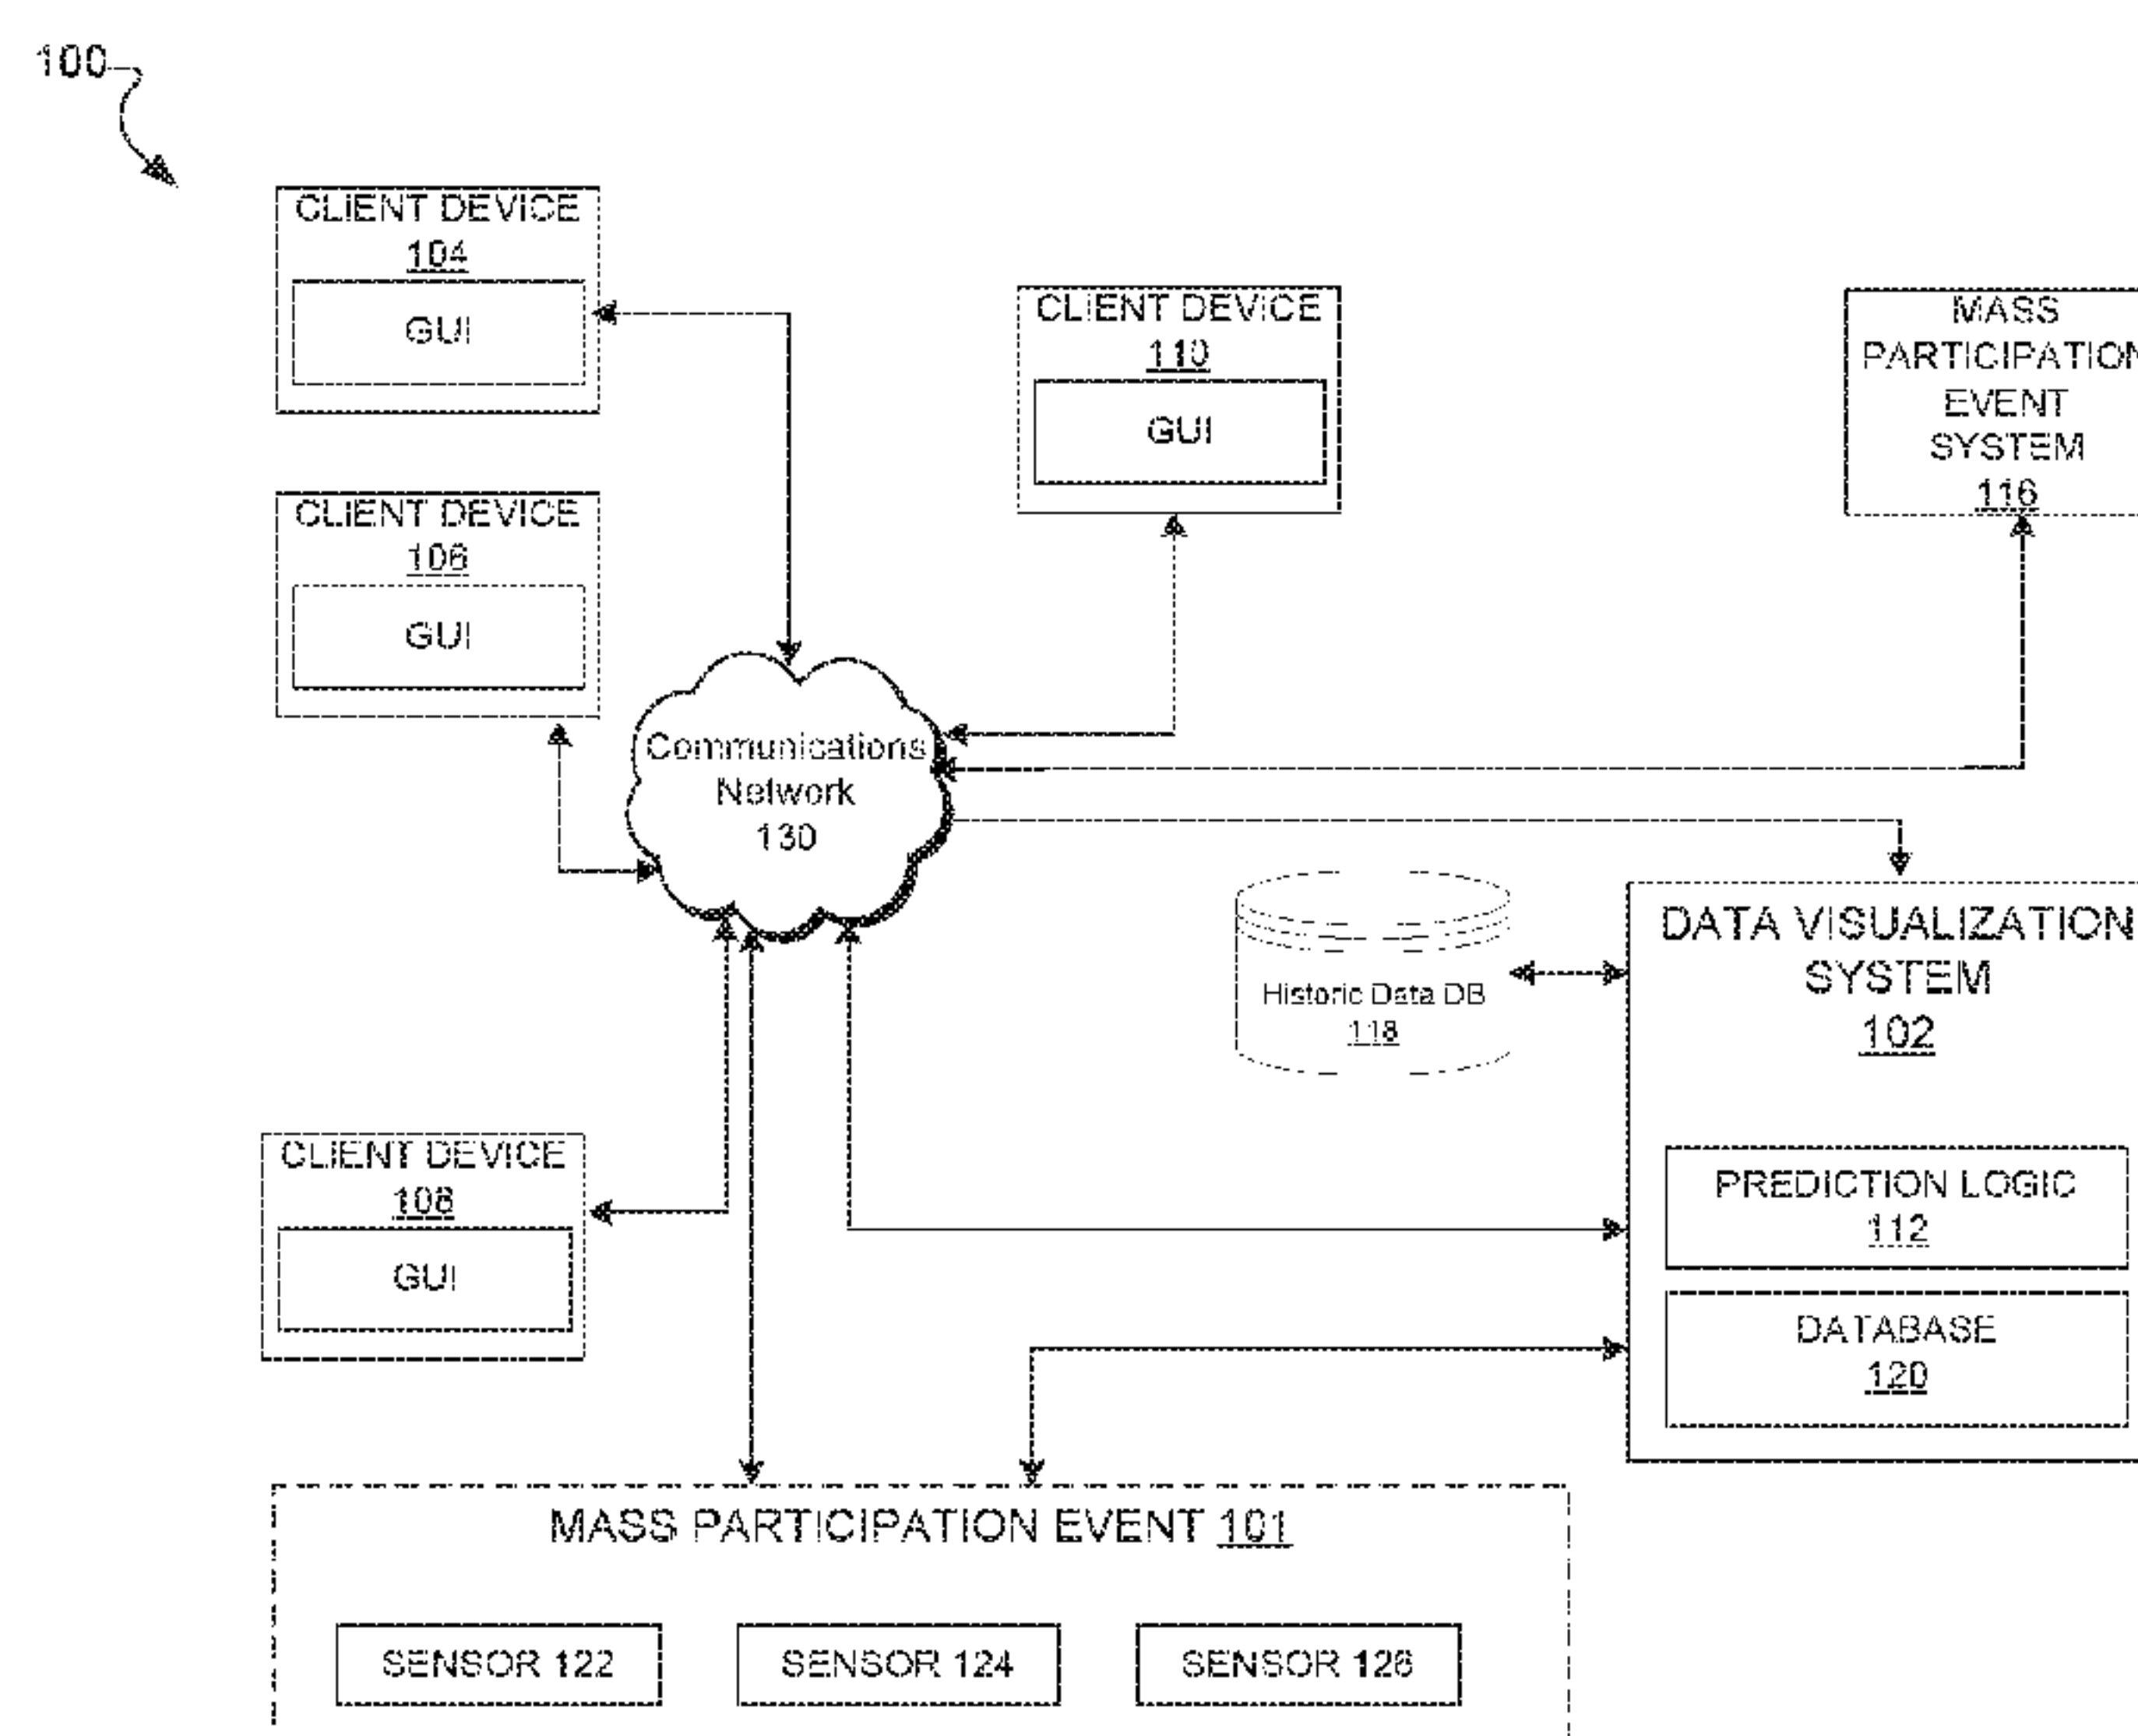 100
CLIENT DEVICE
104
GUI
CLIENT DEVICE
110
GUI
MASS
PARTICIPATION
EVENT
SYSTEM
116
CLIENT DEVICE
106
GUI
Communications
Network
130
Historic Data DB
118
DATA VISUALIZATION
SYSTEM
102
PREDICTION LOGIC
112
DATABASE
120
CLIENT DEVICE
108
GUI
MASS PARTICIPATION EVENT 101
SENSOR 122
SENSOR 124
SENSOR 126